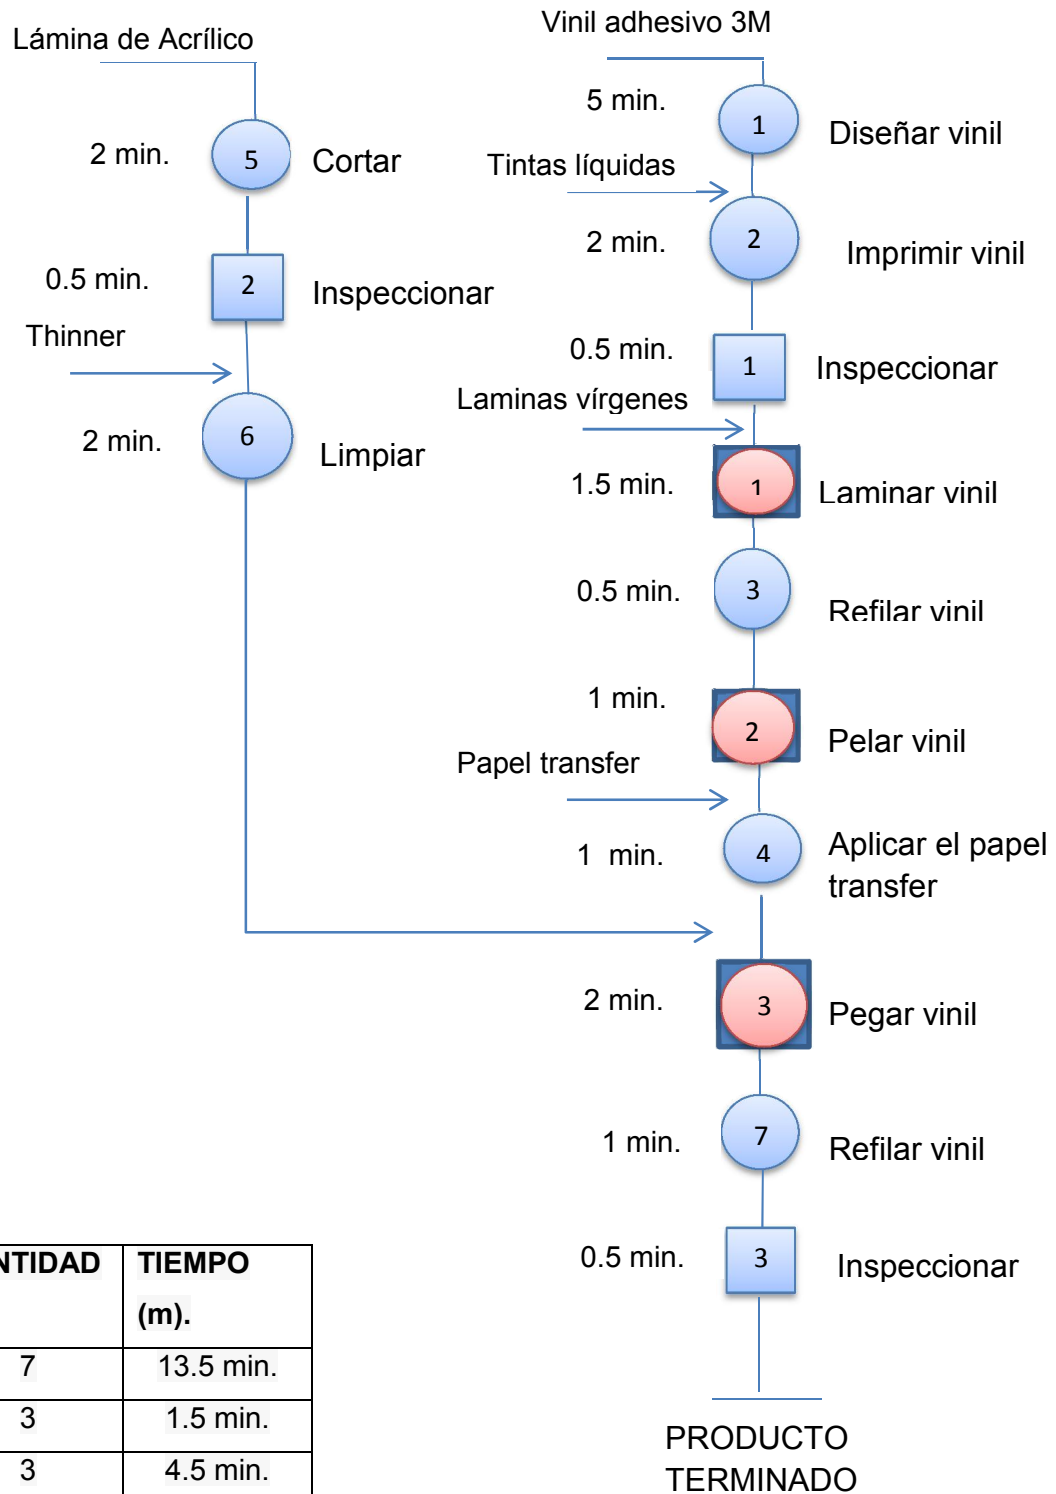 Lámina de Acrílico
2 min.
5
Cortar
0.5 min.
2
Inspeccionar
Thinner
2 min.
6
Limpiar
Vinil adhesivo 3M
5 min.
1
Diseñar vinil
Tintas líquidas
2 min.
2
Imprimir vinil
0.5 min.
1
Inspeccionar
Laminas vírgenes
1.5 min.
1
Laminar vinil
0.5 min.
3
Refilar vinil
1 min.
2
Pelar vinil
Papel transfer
1 min.
4
Aplicar el papel
transfer
2 min.
3
Pegar vinil
1 min.
7
Refilar vinil
0.5 min.
3
Inspeccionar
PRODUCTO
TERMINADO
NTIDAD TIEMPO
(m).
7 13.5 min.
3 1.5 min.
3 4.5 min.